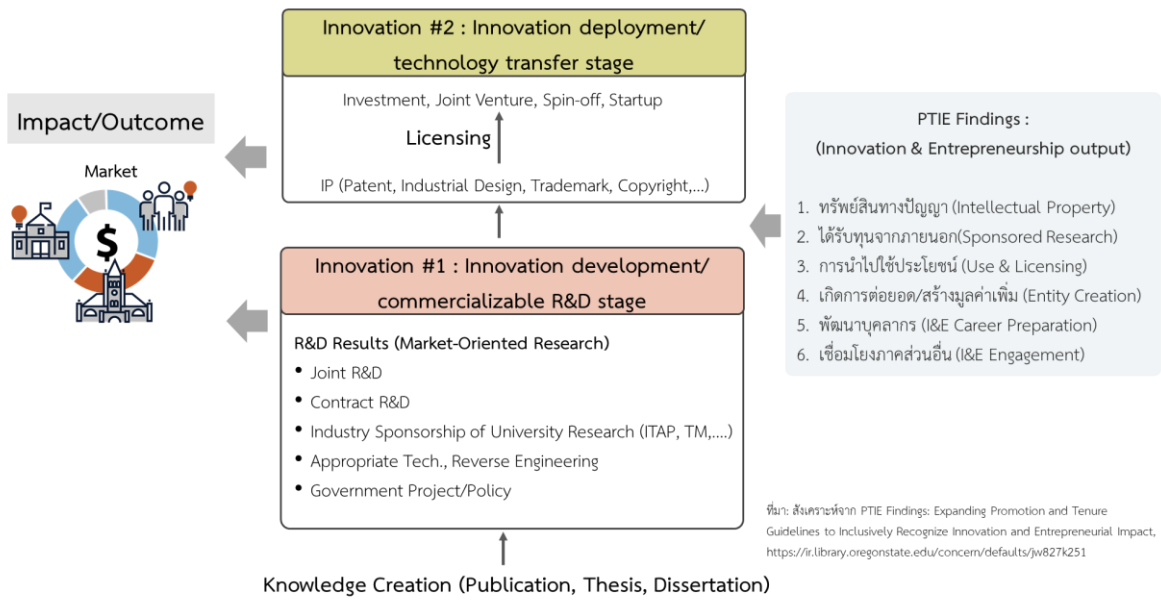 Innovation #2 : Innovation deployment/
technology transfer stage
Investment, Joint Venture, Spin-off, Startup
Licensing
IP (Patent, Industrial Design, Trademark, Copyright,...)
Impact/Outcome
Market
$
Innovation #1 : Innovation development/
commercializable R&D stage
R&D Results (Market-Oriented Research)
• Joint R&D
• Contract R&D
• Industry Sponsorship of University Research (ITAP, TM,....)
• Appropriate Tech., Reverse Engineering
• Government Project/Policy
Knowledge Creation (Publication, Thesis, Dissertation)
PTIE Findings :
(Innovation & Entrepreneurship output)
1. ทรัพย์สินทางปัญญา (Intellectual Property)
2. ได้รับทุนจากภายนอก(Sponsored Research)
3. การนำไปใช้ประโยชน์ (Use & Licensing)
4. เกิดการต่อยอด/สร้างมูลค่าเพิ่ม (Entity Creation)
5. พัฒนาบุคลากร (I&E Career Preparation)
6. เชื่อมโยงภาคส่วนอื่น (I&E Engagement)
ที่มา: สังเคราะห์จาก PTIE Findings: Expanding Promotion and Tenure
Guidelines to Inclusively Recognize Innovation and Entrepreneurial Impact,
https://ir.library.oregonstate.edu/concern/defaults/jw827k251